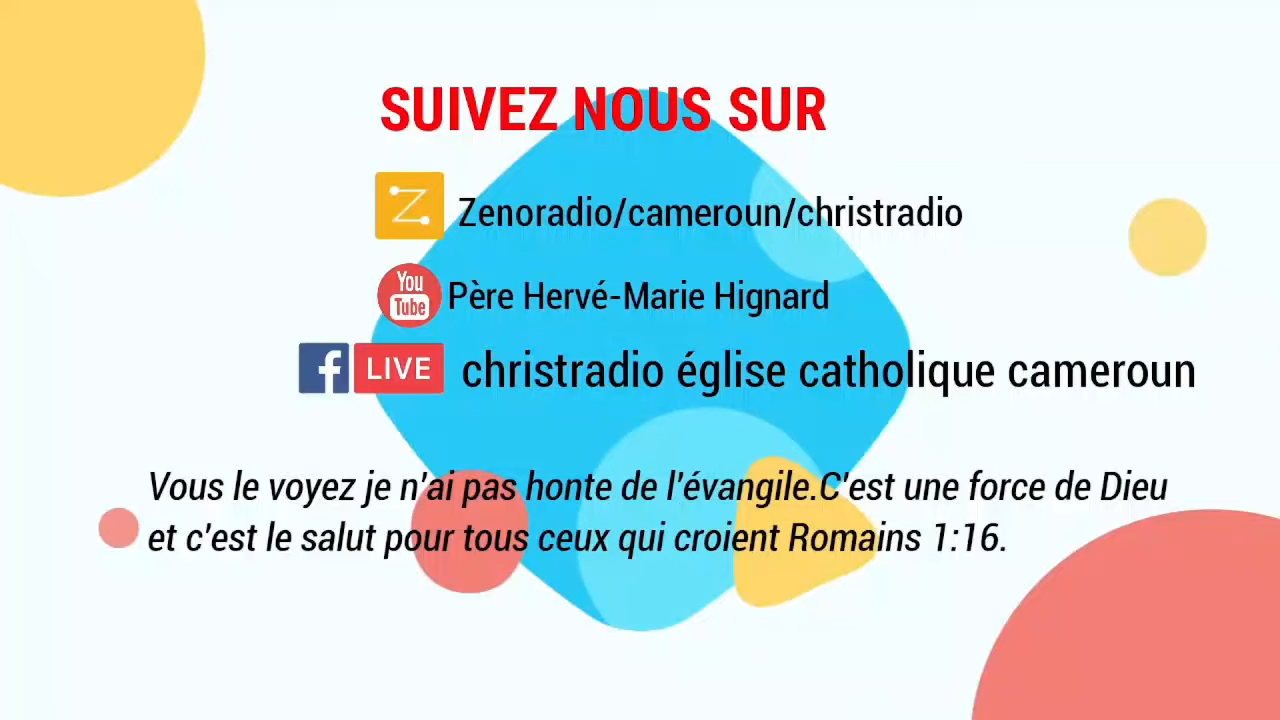 SUIVEZ NOUS SUR
Z Zenoradio/cameroun/christradio
You
Tube
Père Hervé-Marie Hignard
f LIVE christradio église catholique cameroun
Vous le voyez je n'ai pas honte de l'évangile.C'est une force de Dieu
et c'est le salut pour tous ceux qui croient Romains 1:16.